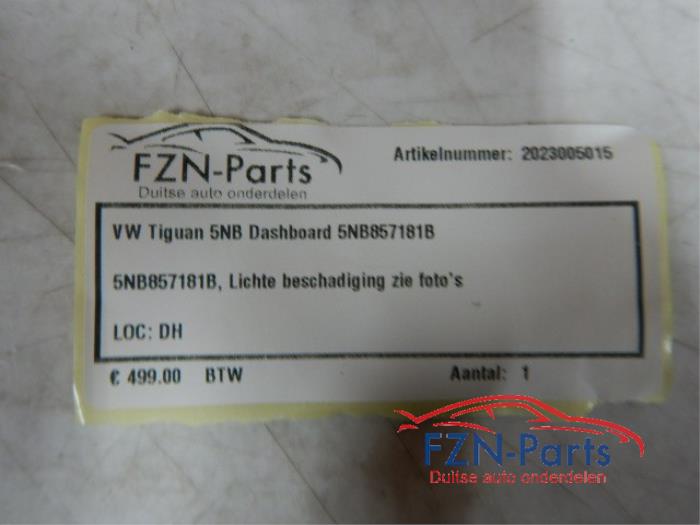 FZN-Parts
Duitse auto onderdelen
Artikelnummer: 2023005015
VW Tiguan 5NB Dashboard 5NB857181B
5NB857181B, Lichte beschadiging zie foto's
LOC: DH
€ 499.00 BTW Aantal: 1
FZN-Parts
Duitse auto onderdelen